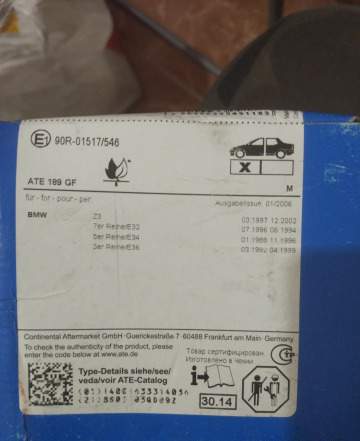 E1 90R-01517/546
X
ATE 189 GF
M
für - for - pour - per:
Ausgabe/issue: 01/2006
BMW Z3 03.1997 12.2002
7er Reihe/E32 07.1986 06.1994
5er Reihe/E34 01.1988 11.1996
3er Reihe/E36 04.1999
Continental Aftermarket GmbH · Guerickestraße 7 · 60488 Frankfurt am Main · Germany
To check the authenticity of the product, please
enter the code below at www.ate.de.
Товар сертифицирован.
Изготовлено в Чехии.
Type-Details siehe/see/
veda/voir ATE-Catalog
30.14